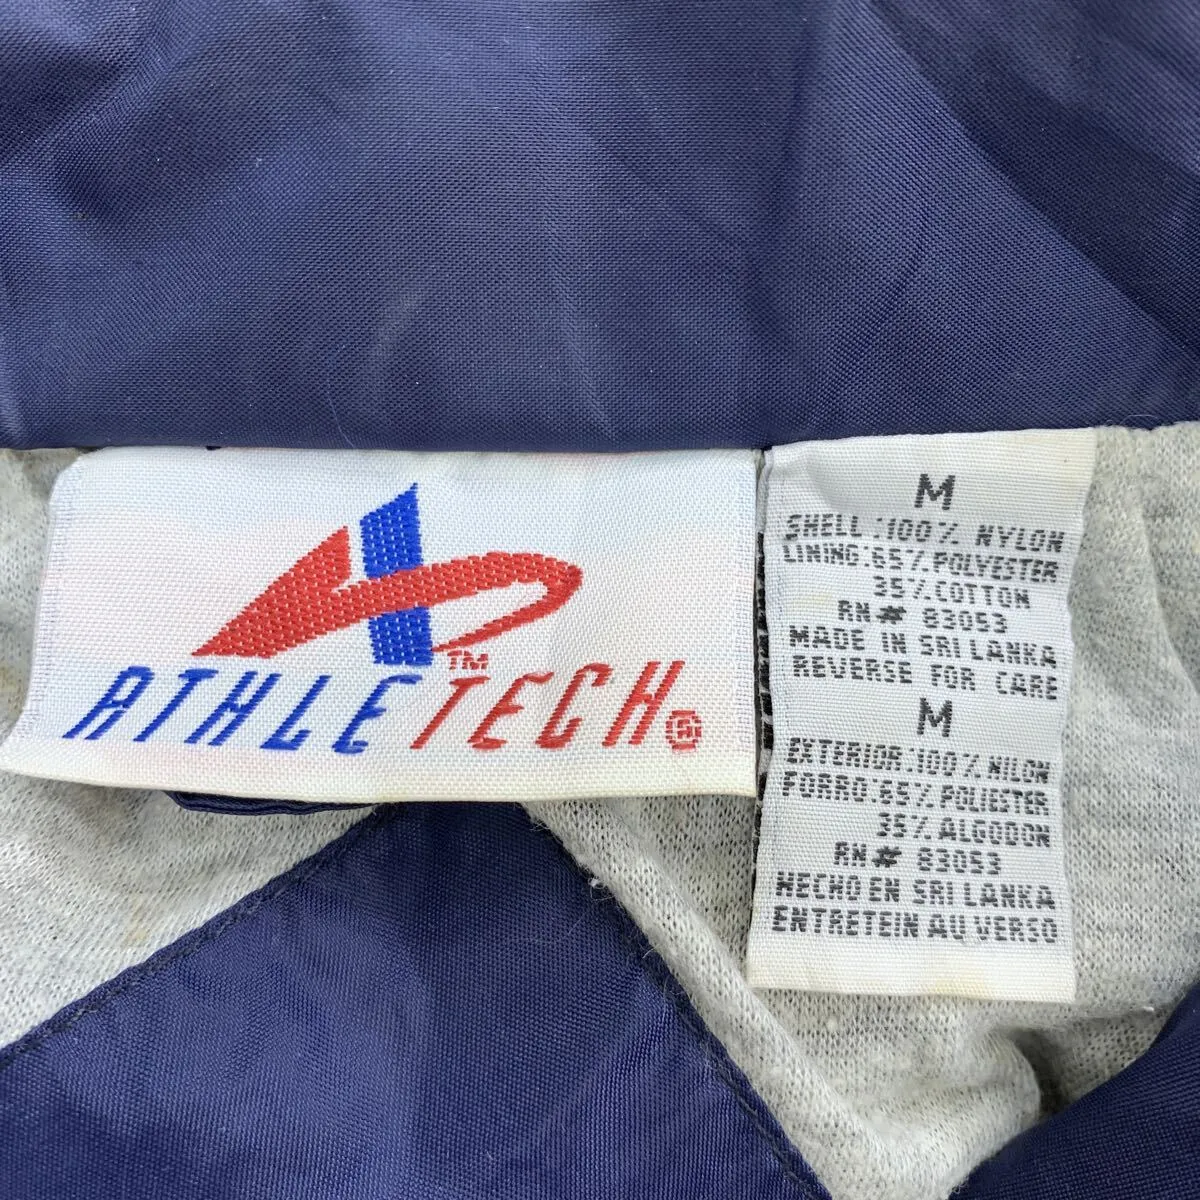 TM
ATHLETECH®
M
SHELL:100% NYLON
LINING:65% POLYESTER
35% COTTON
RN# 83053
MADE IN SRI LANKA
REVERSE FOR CARE
M
EXTERIOR:100% NILON
FORRO:65% POLIESTER
35% ALGODON
RN# 83053
HECHO EN SRI LANKA
ENTRETEIN AU VERSO